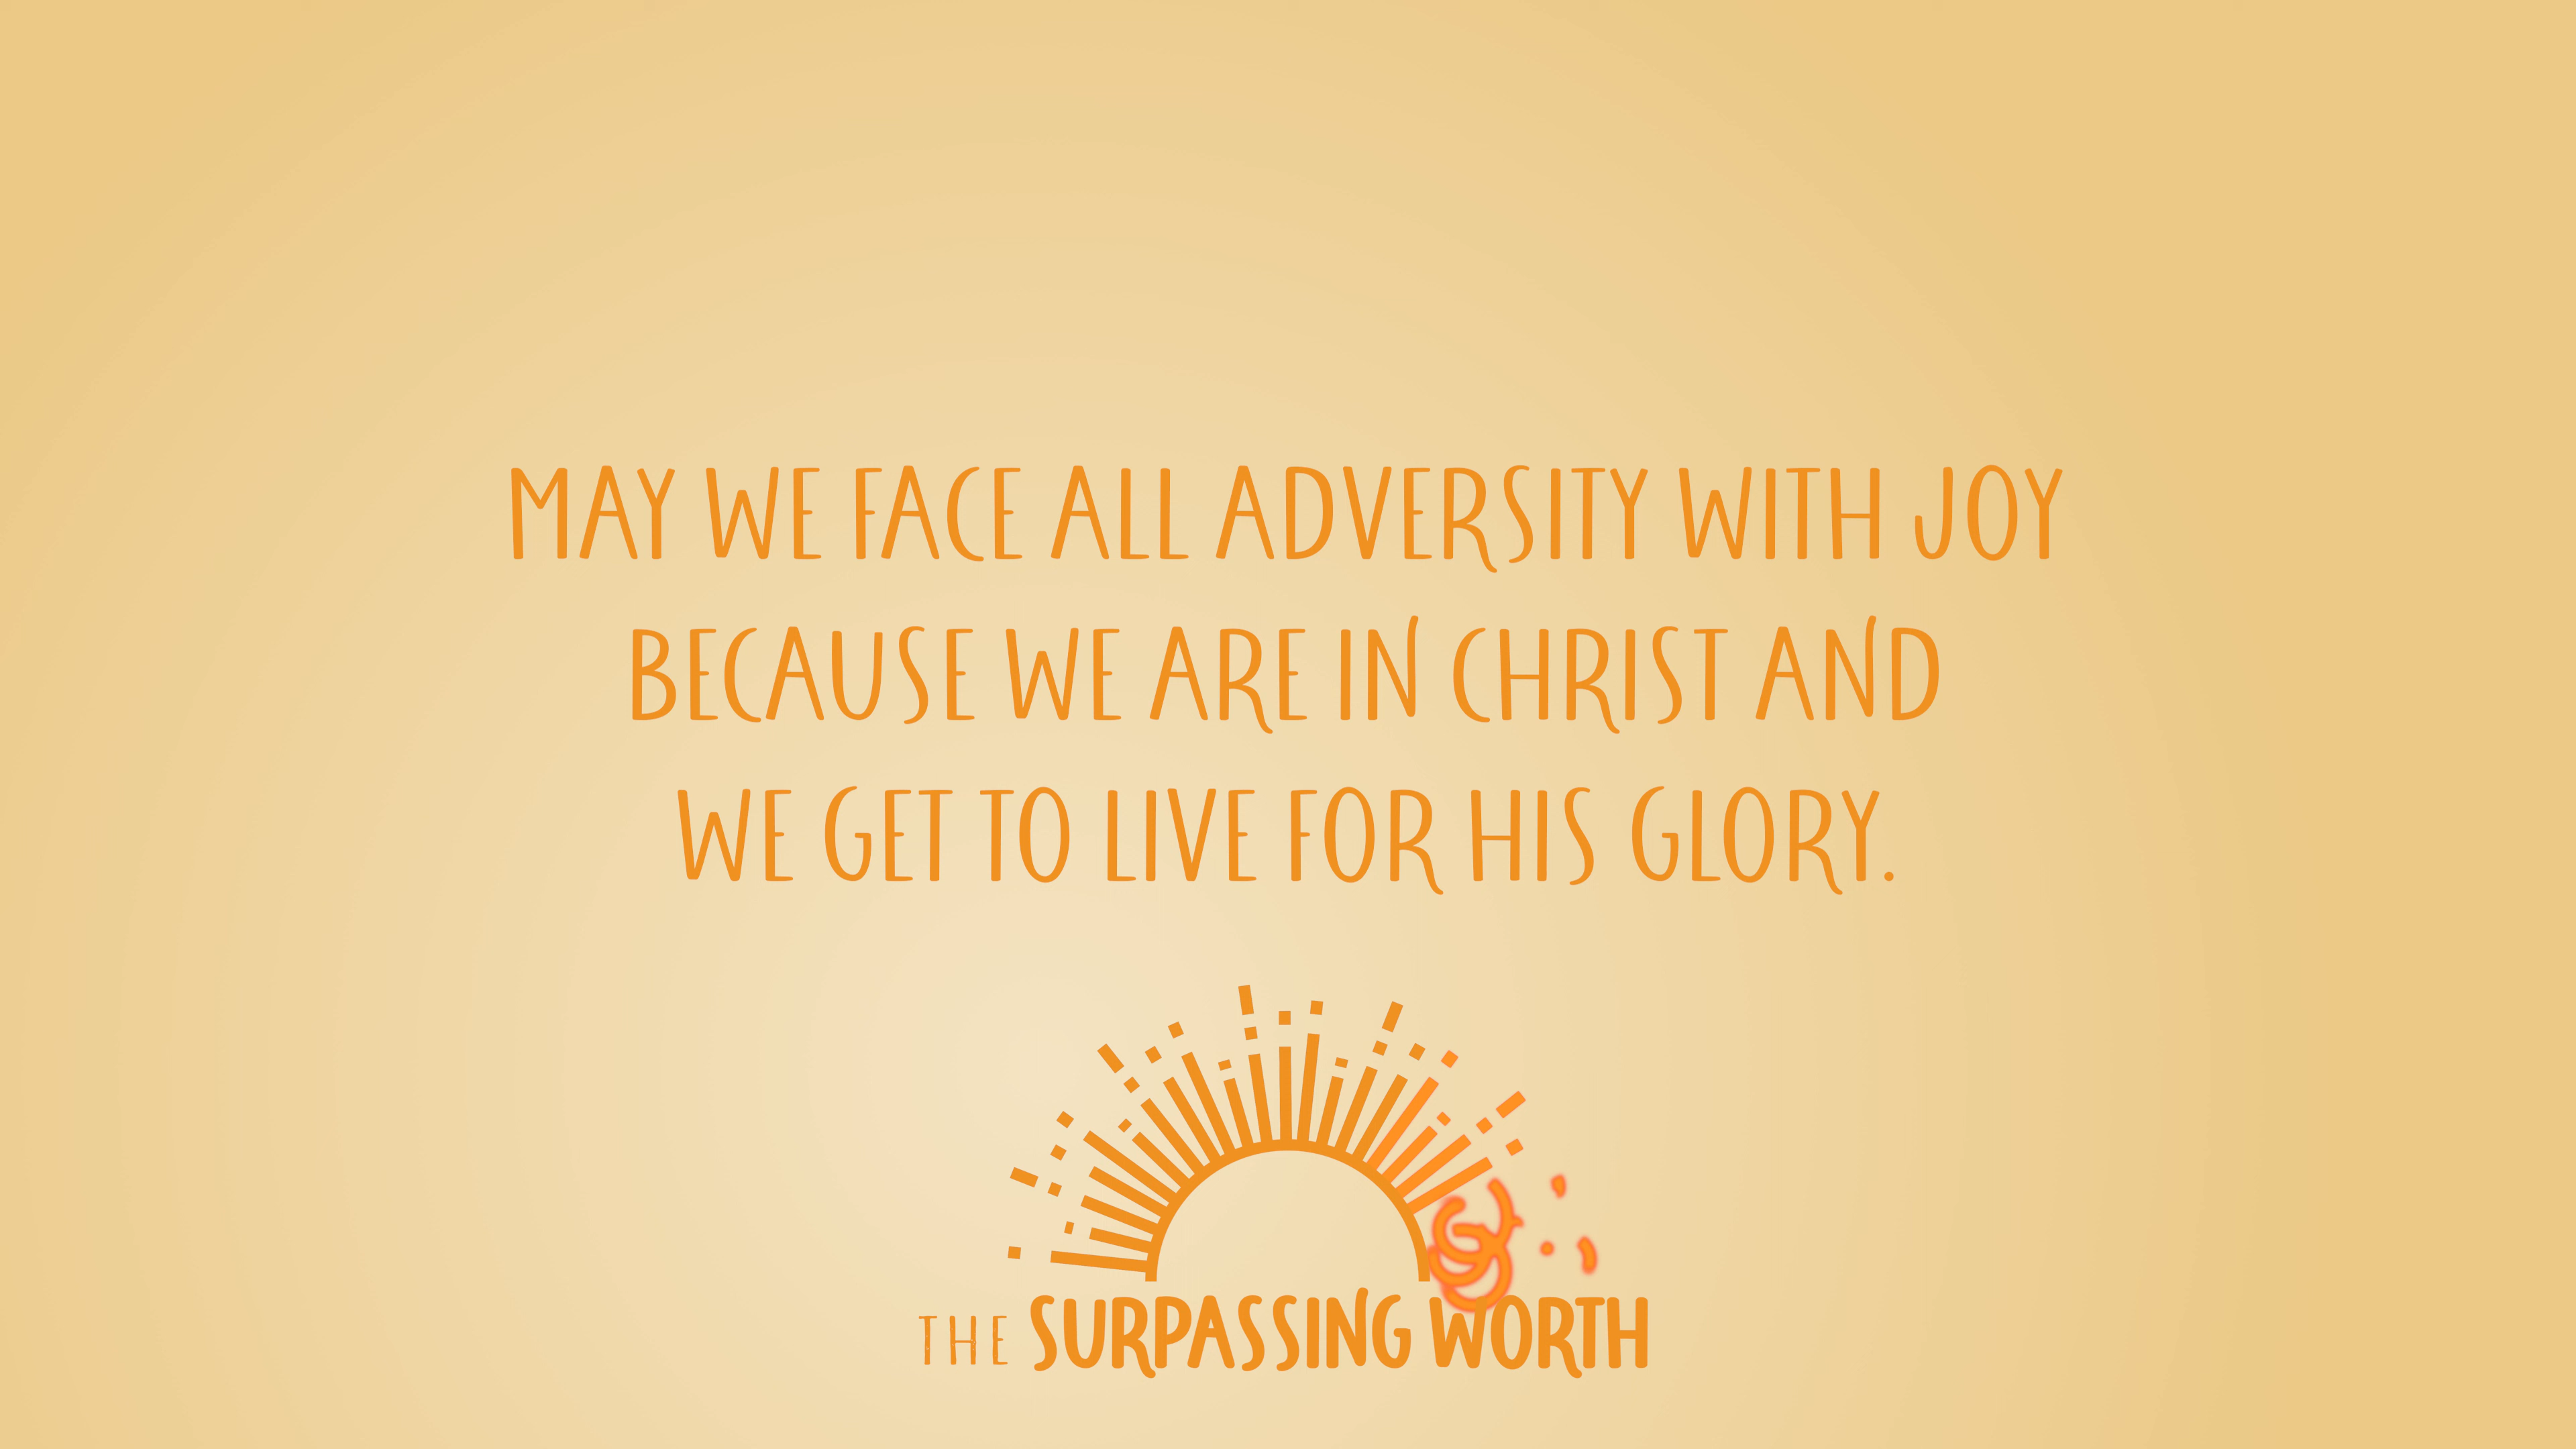 MAY WE FACE ALL ADVERSITY WITH JOY
BECAUSE WE ARE IN CHRIST AND
WE GET TO LIVE FOR HIS GLORY.
THE SURPASSING WORTH